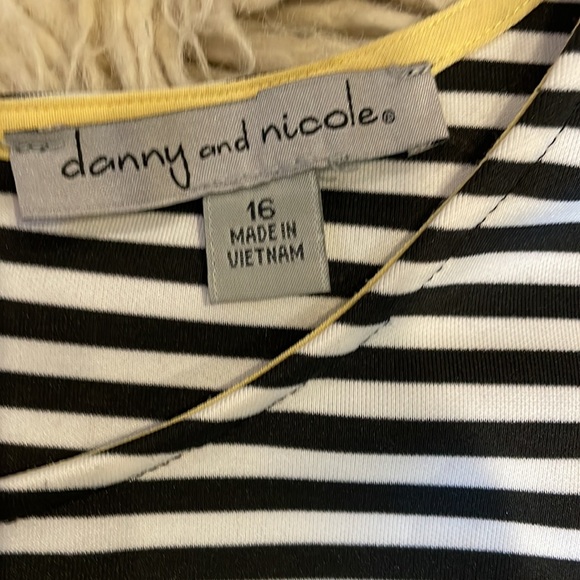 danny and nicole®
16
MADE IN
VIETNAM